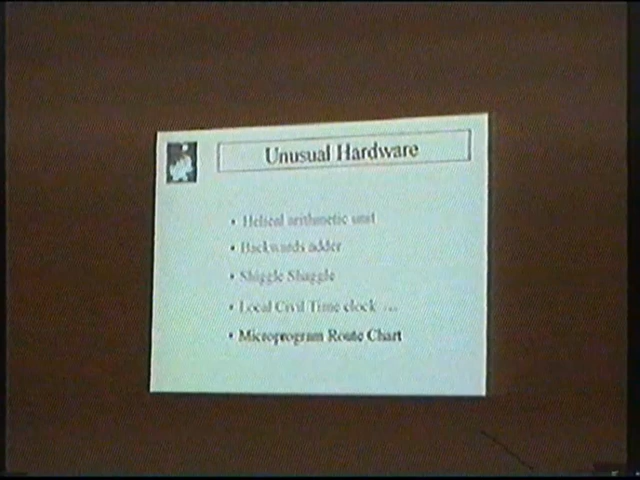 Unusual Hardware
• Helical arithmetic unit
• Backwards adder
• Shiggle Shaggle
• Local Civil Time clock ...
• Microprogram Route Chart